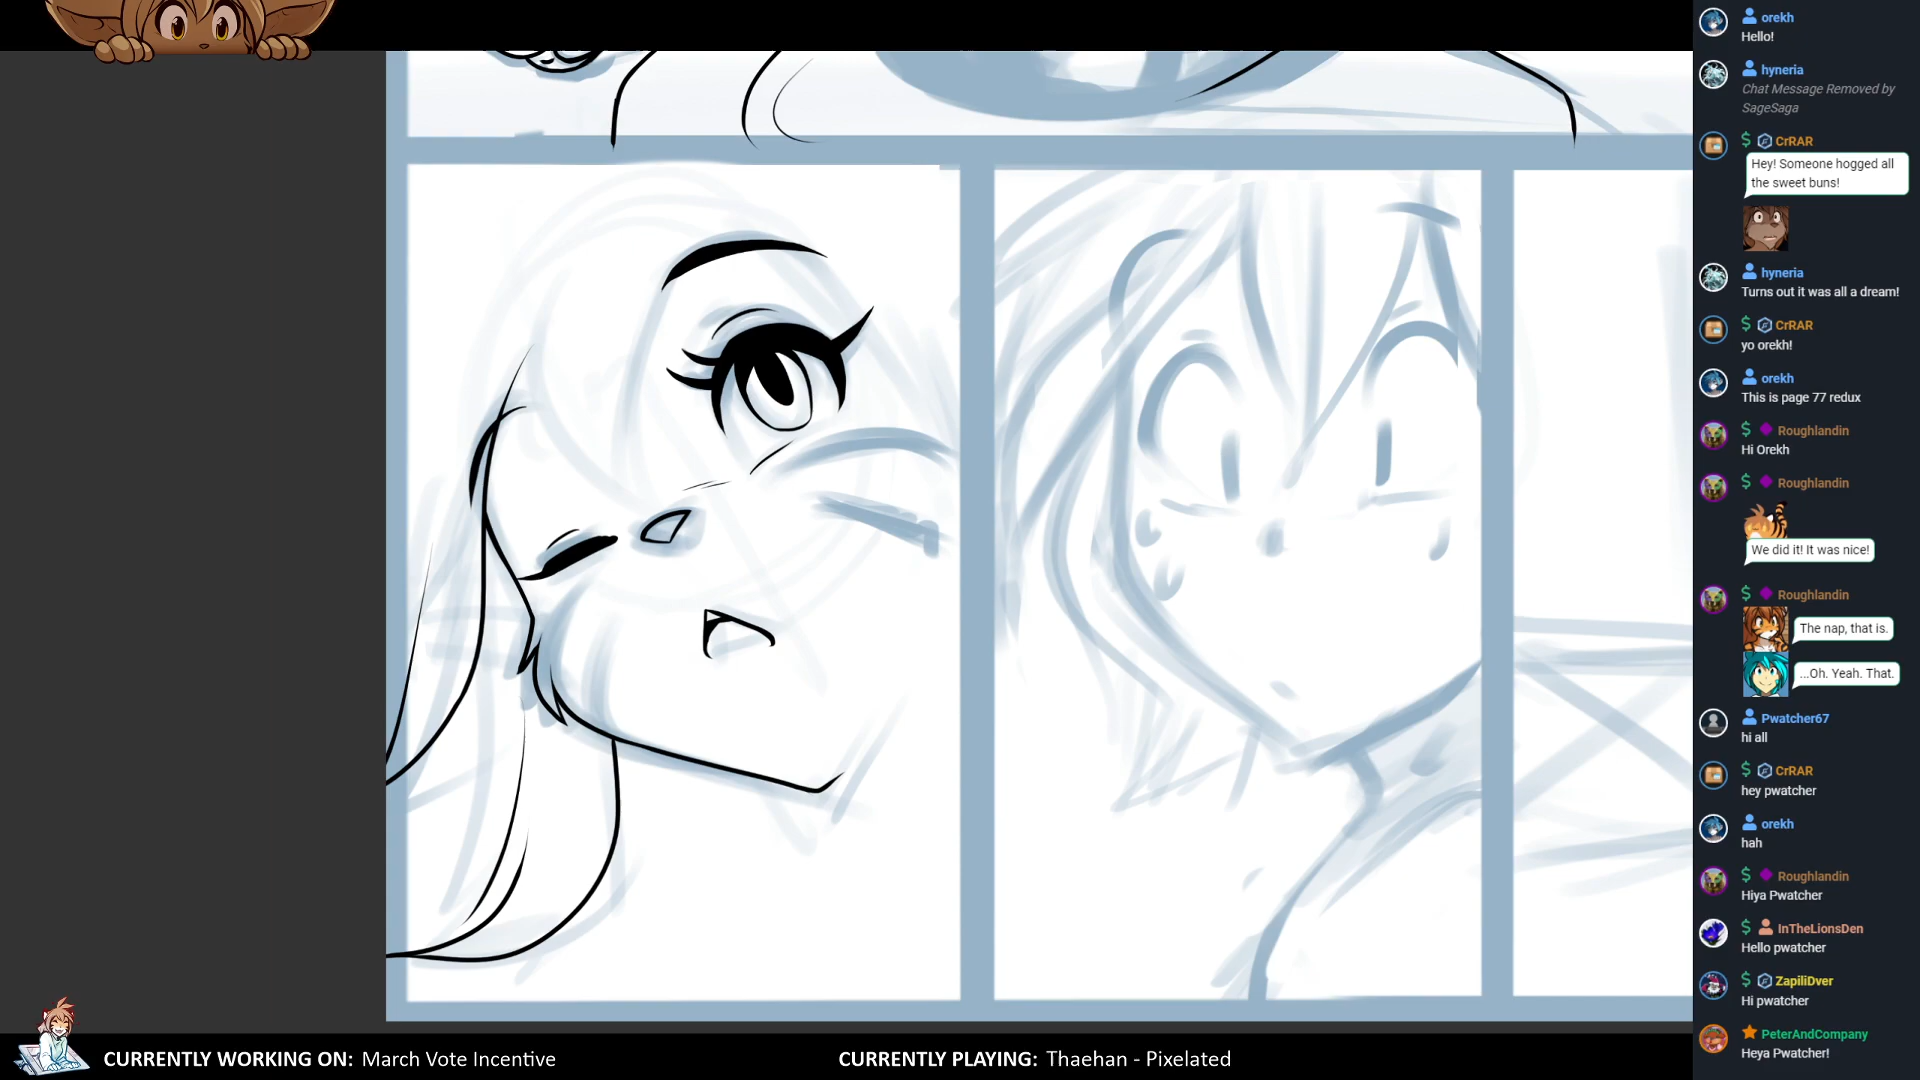 orekh
Hello!
hyneria
Chat Message Removed by
SageSaga
CrRAR
Hey! Someone hogged all
the sweet buns!
hyneria
Turns out it was all a dream!
CrRAR
yo orekh!
orekh
This is page 77 redux
Roughlandin
Hi Orekh
Roughlandin
We did it! It was nice!
Roughlandin
The nap, that is.
...Oh. Yeah. That.
Pwatcher67
hi all
CrRAR
hey pwatcher
orekh
hah
Roughlandin
Hiya Pwatcher
InTheLionsDen
Hello pwatcher
ZapiliDver
Hi pwatcher
PeterAndCompany
Heya Pwatcher!
CURRENTLY WORKING ON: March Vote Incentive
CURRENTLY PLAYING: Thaehan - Pixelated